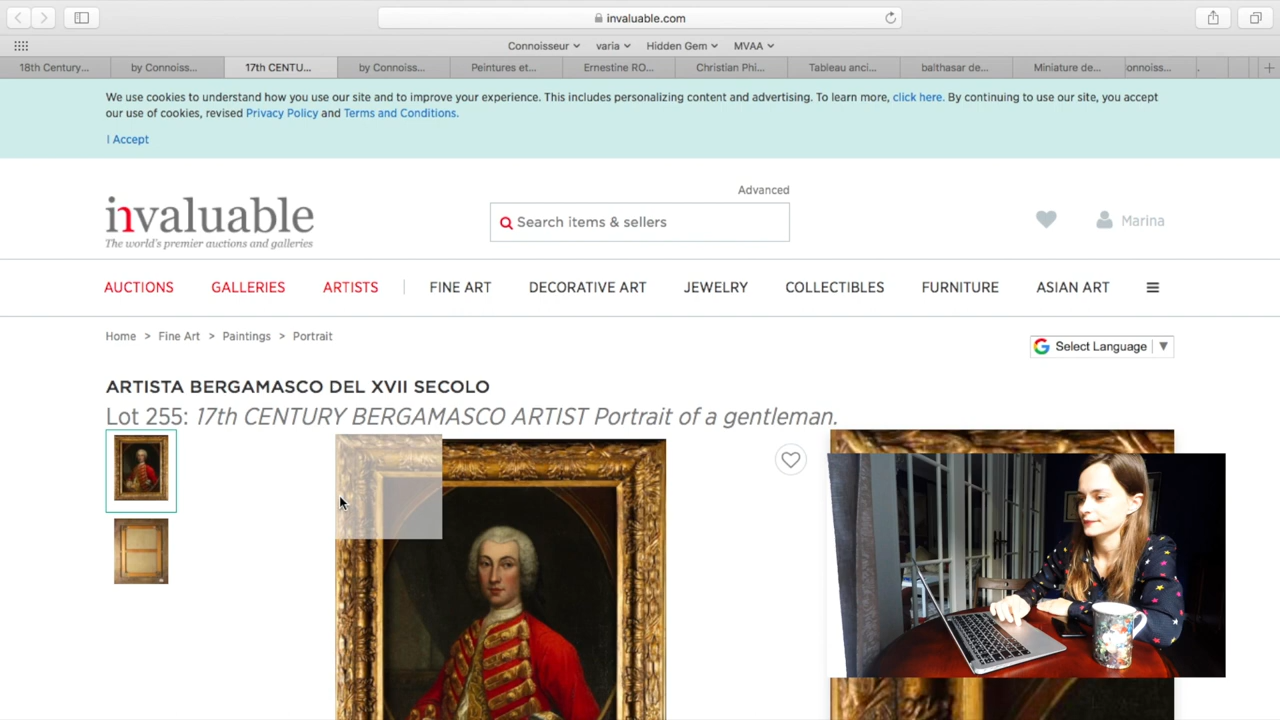 invaluable.com
Connoisseur varia Hidden Gem MVAA
18th Century... by Connoiss... 17th CENTU... by Connoiss... Peintures et... Ernestine RO... Christian Phi... Tableau anci... balthasar de... Miniature de... onnoiss...
We use cookies to understand how you use our site and to improve your experience. This includes personalizing content and advertising. To learn more, click here. By continuing to use our site, you accept
our use of cookies, revised Privacy Policy and Terms and Conditions.
I Accept
Advanced
invaluable
The world's premier auctions and galleries
Search items & sellers
Marina
AUCTIONS GALLERIES ARTISTS FINE ART DECORATIVE ART JEWELRY COLLECTIBLES FURNITURE ASIAN ART
Home > Fine Art > Paintings > Portrait
Select Language
ARTISTA BERGAMASCO DEL XVII SECOLO
Lot 255: 17th CENTURY BERGAMASCO ARTIST Portrait of a gentleman.